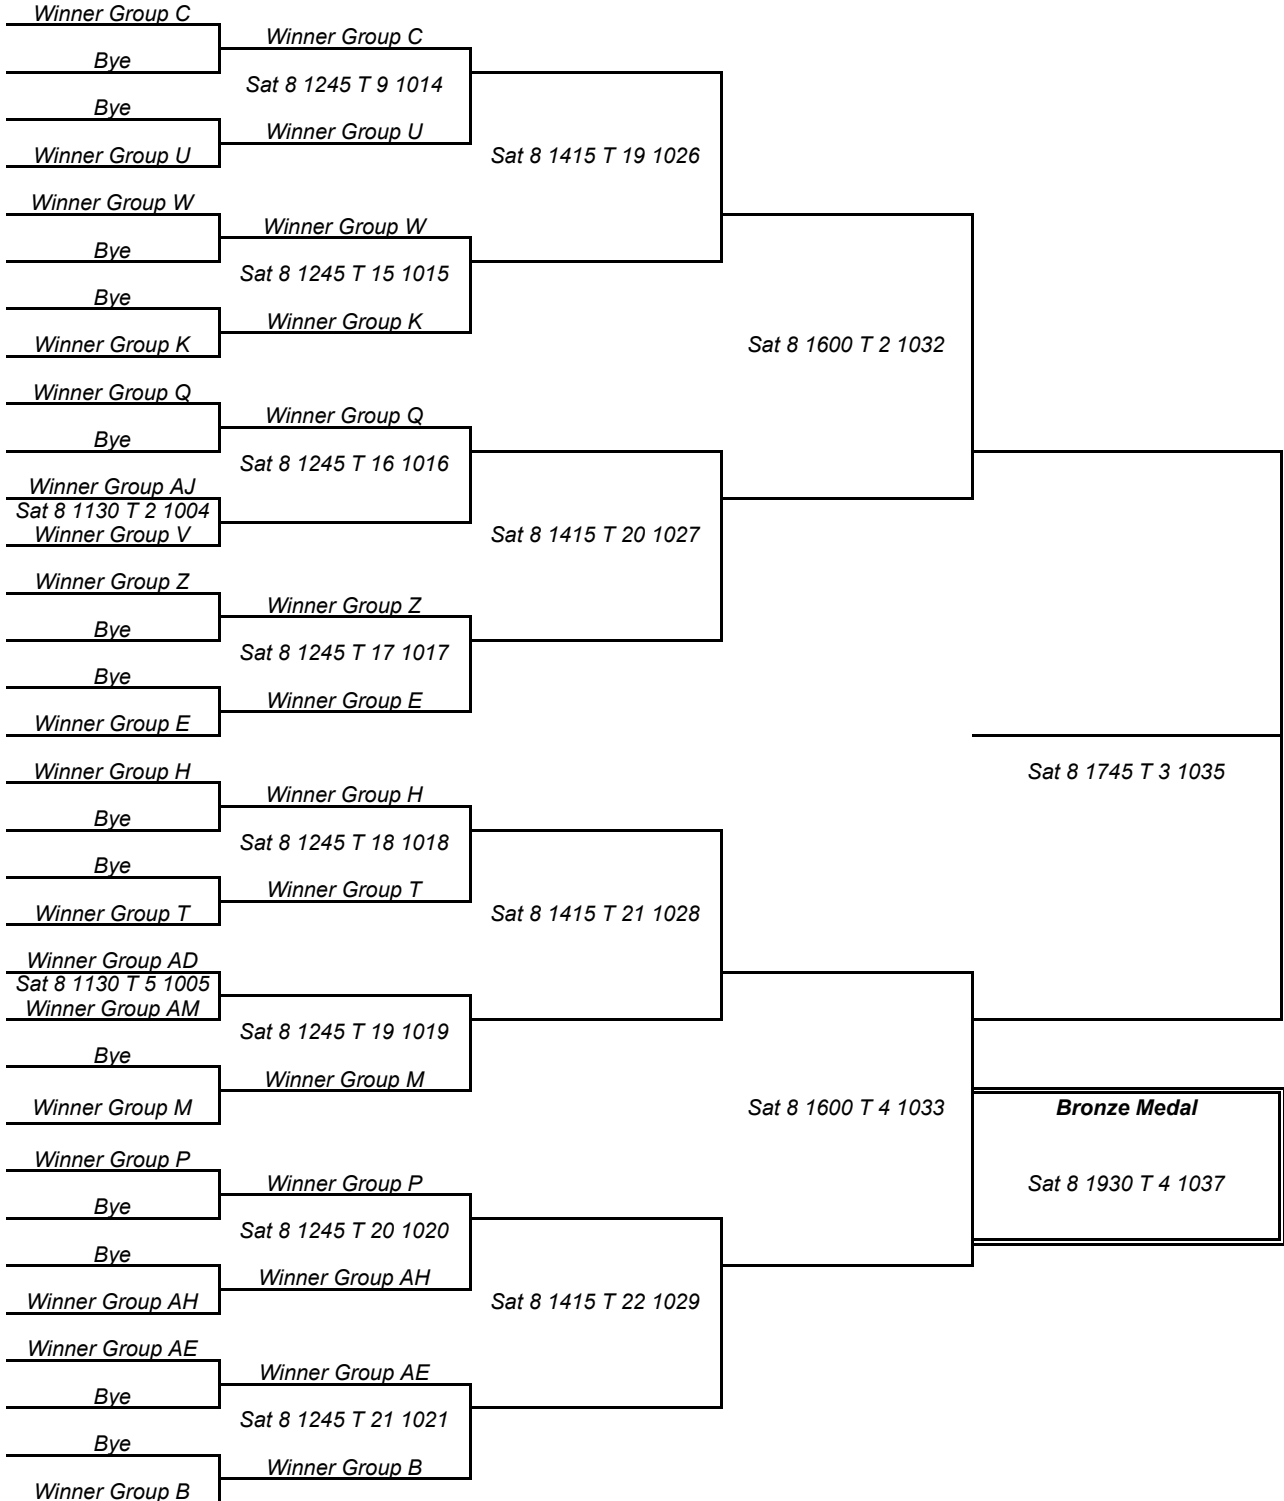 Winner Group C
Winner Group C
Bye
Sat 8 1245 T 9 1014
Bye
Winner Group U
Winner Group U
Sat 8 1415 T 19 1026
Winner Group W
Winner Group W
Bye
Sat 8 1245 T 15 1015
Bye
Winner Group K
Winner Group K
Sat 8 1600 T 2 1032
Winner Group Q
Winner Group Q
Bye
Sat 8 1245 T 16 1016
Winner Group AJ
Sat 8 1130 T 2 1004
Winner Group V
Sat 8 1415 T 20 1027
Winner Group Z
Winner Group Z
Bye
Sat 8 1245 T 17 1017
Bye
Winner Group E
Winner Group E
Winner Group H
Sat 8 1745 T 3 1035
Winner Group H
Bye
Sat 8 1245 T 18 1018
Bye
Winner Group T
Winner Group T
Sat 8 1415 T 21 1028
Winner Group AD
Sat 8 1130 T 5 1005
Winner Group AM
Sat 8 1245 T 19 1019
Bye
Winner Group M
Winner Group M
Sat 8 1600 T 4 1033
Bronze Medal
Winner Group P
Winner Group P
Sat 8 1930 T 4 1037
Bye
Sat 8 1245 T 20 1020
Bye
Winner Group AH
Winner Group AH
Sat 8 1415 T 22 1029
Winner Group AE
Winner Group AE
Bye
Sat 8 1245 T 21 1021
Bye
Winner Group B
Winner Group B